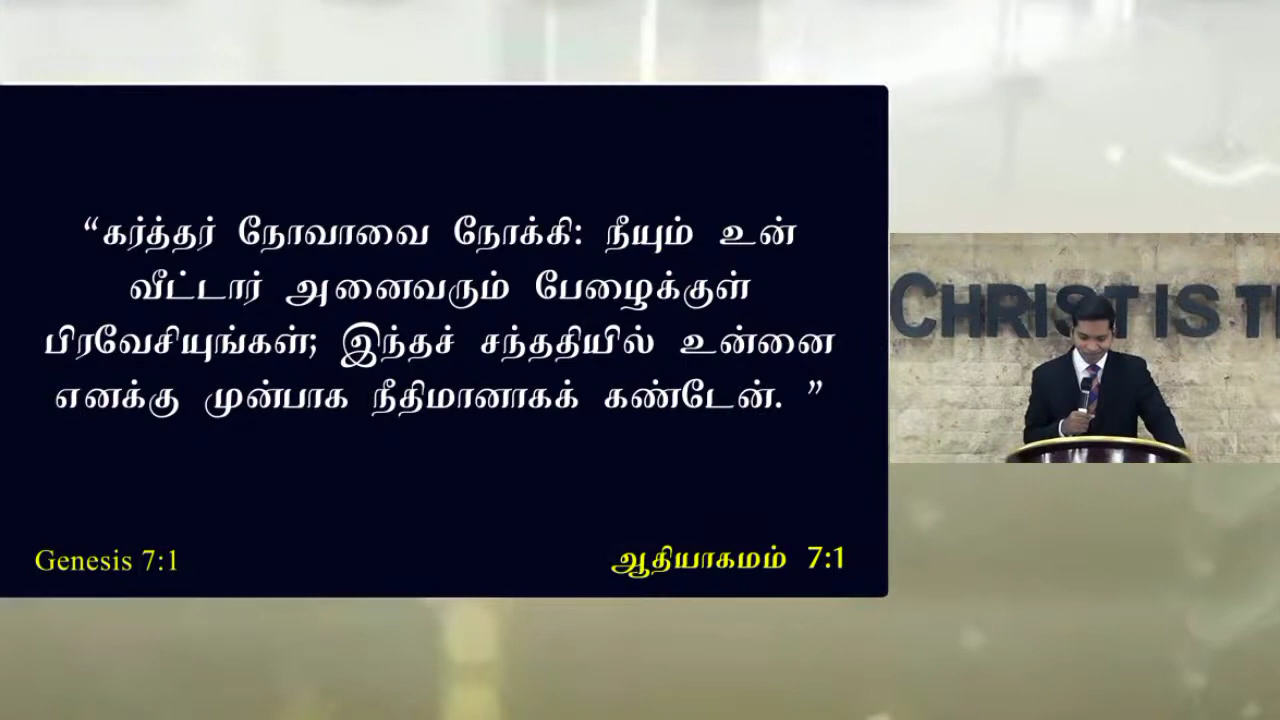 “கர்த்தர் நோவாவை நோக்கி: நீயும் உன்
வீட்டார் அனைவரும் பேழைக்குள்
பிரவேசியுங்கள்; இந்தச் சந்ததியில் உன்னை
எனக்கு முன்பாக நீதிமானாகக் கண்டேன். ”
Genesis 7:1 ஆதியாகமம் 7:1
CHRIST IS